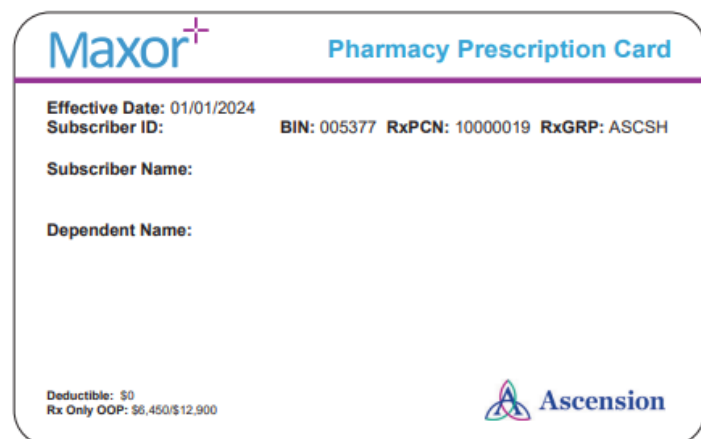 Maxor
Pharmacy Prescription Card
Effective Date: 01/01/2024
Subscriber ID: BIN: 005377 RxPCN: 10000019 RxGRP: ASCSH
Subscriber Name:
Dependent Name:
Deductible: $0
Rx Only OOP: $6,450/$12,900
Ascension